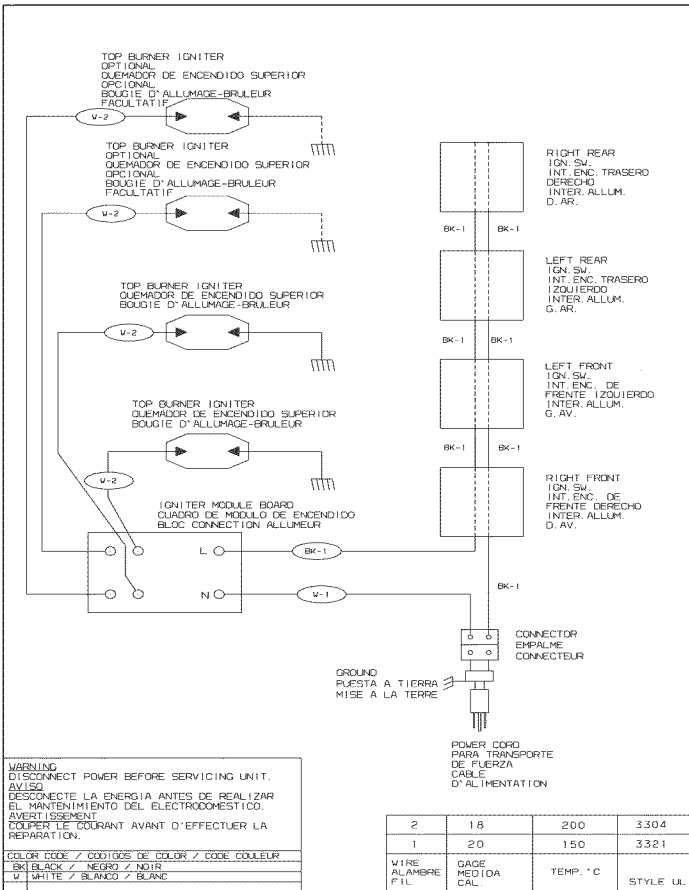 TOP BURNER IGNITER
OPTIONAL
QUEMADOR DE ENCENDIDO SUPERIOR
OPCIONAL
BOUGIE D'ALLUMAGE-BRULEUR
FACULTATIF
W-2
TOP BURNER IGNITER
OPTIONAL
QUEMADOR DE ENCENDIDO SUPERIOR
OPCIONAL
BOUGIE D'ALLUMAGE-BRULEUR
FACULTATIF
W-2
TOP BURNER IGNITER
QUEMADOR DE ENCENDIDO SUPERIOR
BOUGIE D'ALLUMAGE-BRULEUR
W-2
TOP BURNER IGNITER
QUEMADOR DE ENCENDIDO SUPERIOR
BOUGIE D'ALLUMAGE-BRULEUR
W-2
IGNITER MODULE BOARD
CUADRO DE MODULO DE ENCENDIDO
BLOC CONNECTION ALLUMEUR
L
N
BK-1
W-1
RIGHT REAR
IGN. SW.
INT. ENC. TRASERO
DERECHO
INTER. ALLUM.
D. AR.
BK-1 BK-1
LEFT REAR
IGN. SW.
INT. ENC. TRASERO
IZQUIERDO
INTER. ALLUM.
G. AR.
BK-1 BK-1
LEFT FRONT
IGN. SW.
INT. ENC. DE
FRENTE IZQUIERDO
INTER. ALLUM.
G. AV.
BK-1 BK-1
RIGHT FRONT
IGN. SW.
INT. ENC. DE
FRENTE DERECHO
INTER. ALLUM.
D. AV.
BK-1
CONNECTOR
EMPALME
CONNECTEUR
GROUND
PUESTA A TIERRA
MISE A LA TERRE
POWER CORD
PARA TRANSPORTE
DE FUERZA
CABLE
D'ALIMENTATION
WARNING
DISCONNECT POWER BEFORE SERVICING UNIT.
AVISO
DESCONECTE LA ENERGIA ANTES DE REALIZAR
EL MANTENIMIENTO DEL ELECTRODOMESTICO.
AVERTISSEMENT
COUPER LE COURANT AVANT D'EFFECTUER LA
REPARATION.
COLOR CODE / CODIGOS DE COLOR / CODE COULEUR
BK BLACK / NEGRO / NOIR
W WHITE / BLANCO / BLANC
2 18 200 3304
1 20 150 3321
WIRE
ALAMBRE
FIL
GAGE
MEDIDA
CAL.
TEMP. °C
STYLE UL